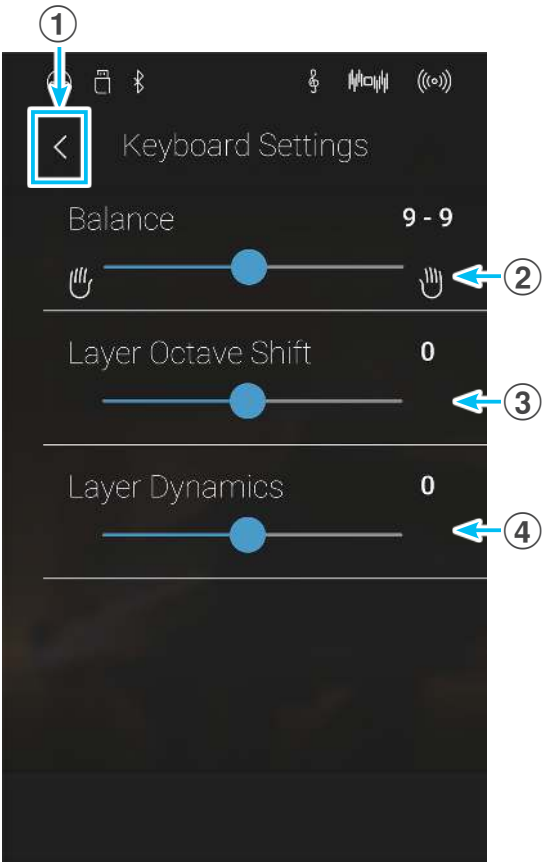 ①
Keyboard Settings
Balance 9 - 9
②
Layer Octave Shift 0
③
Layer Dynamics 0
④